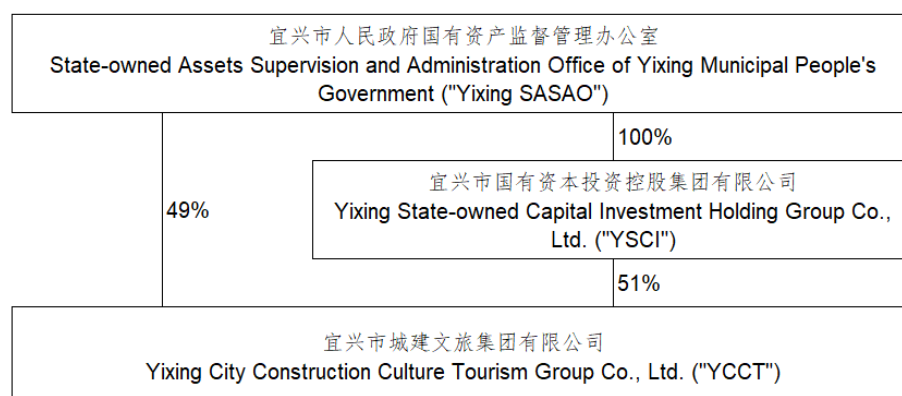 宜兴市人民政府国有资产监督管理办公室
State-owned Assets Supervision and Administration Office of Yixing Municipal People's
Government ("Yixing SASAO")
100%
宜兴市国有资本投资控股集团有限公司
49%
Yixing State-owned Capital Investment Holding Group Co.,
Ltd. ("YSCI")
51%
宜兴市城建文旅集团有限公司
Yixing City Construction Culture Tourism Group Co., Ltd. ("YCCT")